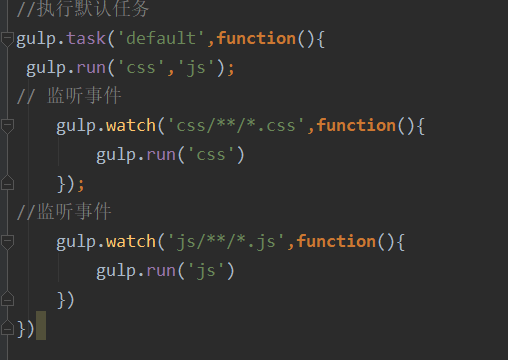 //执行默认任务
gulp.task('default',function(){
 gulp.run('css','js');
// 监听事件
    gulp.watch('css/**/*.css',function(){
        gulp.run('css')
    });
//监听事件
    gulp.watch('js/**/*.js',function(){
        gulp.run('js')
    })
})